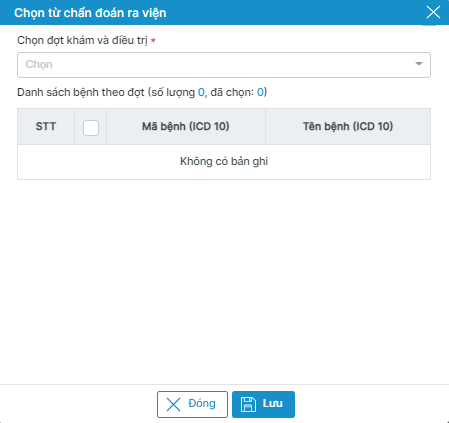 Chọn từ chẩn đoán ra viện
Chọn đợt khám và điều trị *
Chọn
Danh sách bệnh theo đợt (số lượng 0, đã chọn: 0)
STT Mã bệnh (ICD 10) Tên bệnh (ICD 10)
Không có bản ghi
Đóng Lưu